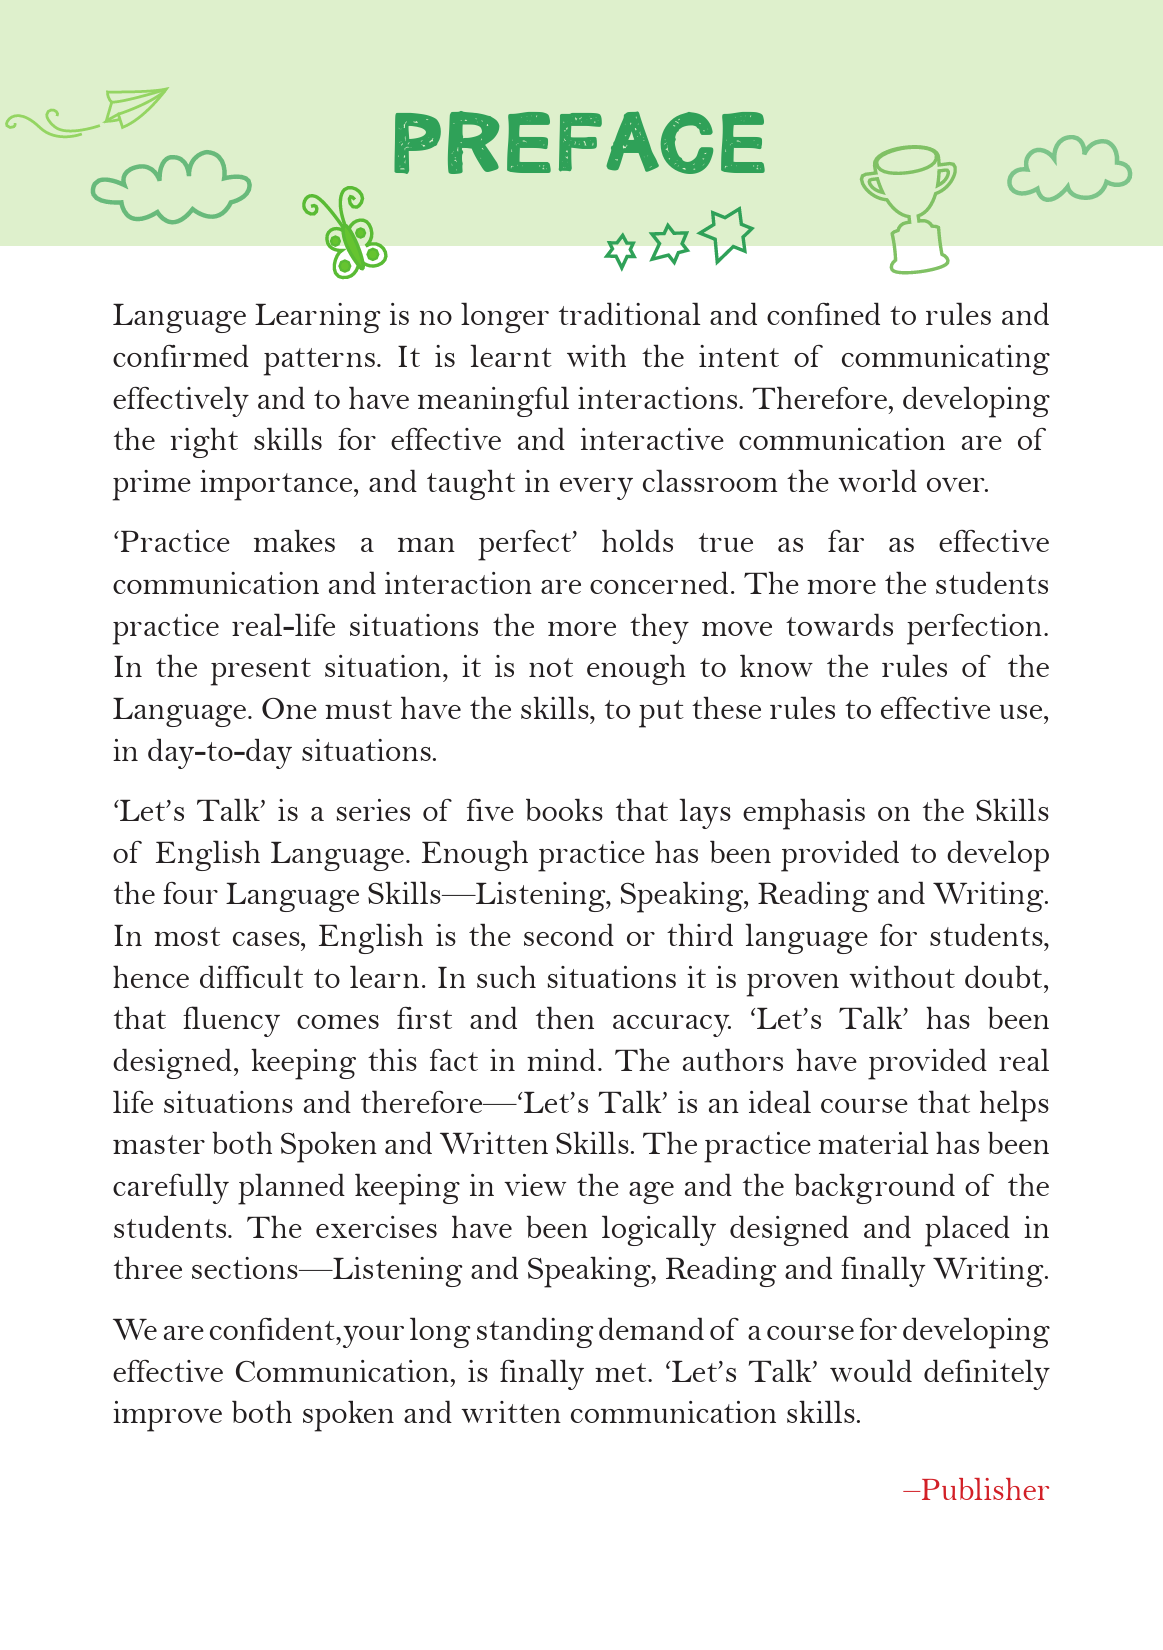 PREFACE
Language Learning is no longer traditional and confined to rules and
confirmed patterns. It is learnt with the intent of communicating
effectively and to have meaningful interactions. Therefore, developing
the right skills for effective and interactive communication are of
prime importance, and taught in every classroom the world over.
‘Practice makes a man perfect’ holds true as far as effective
communication and interaction are concerned. The more the students
practice real-life situations the more they move towards perfection.
In the present situation, it is not enough to know the rules of the
Language. One must have the skills, to put these rules to effective use,
in day-to-day situations.
‘Let’s Talk’ is a series of five books that lays emphasis on the Skills
of English Language. Enough practice has been provided to develop
the four Language Skills—Listening, Speaking, Reading and Writing.
In most cases, English is the second or third language for students,
hence difficult to learn. In such situations it is proven without doubt,
that fluency comes first and then accuracy. ‘Let’s Talk’ has been
designed, keeping this fact in mind. The authors have provided real
life situations and therefore—‘Let’s Talk’ is an ideal course that helps
master both Spoken and Written Skills. The practice material has been
carefully planned keeping in view the age and the background of the
students. The exercises have been logically designed and placed in
three sections—Listening and Speaking, Reading and finally Writing.
We are confident,your long standing demand of a course for developing
effective Communication, is finally met. ‘Let’s Talk’ would definitely
improve both spoken and written communication skills.
–Publisher